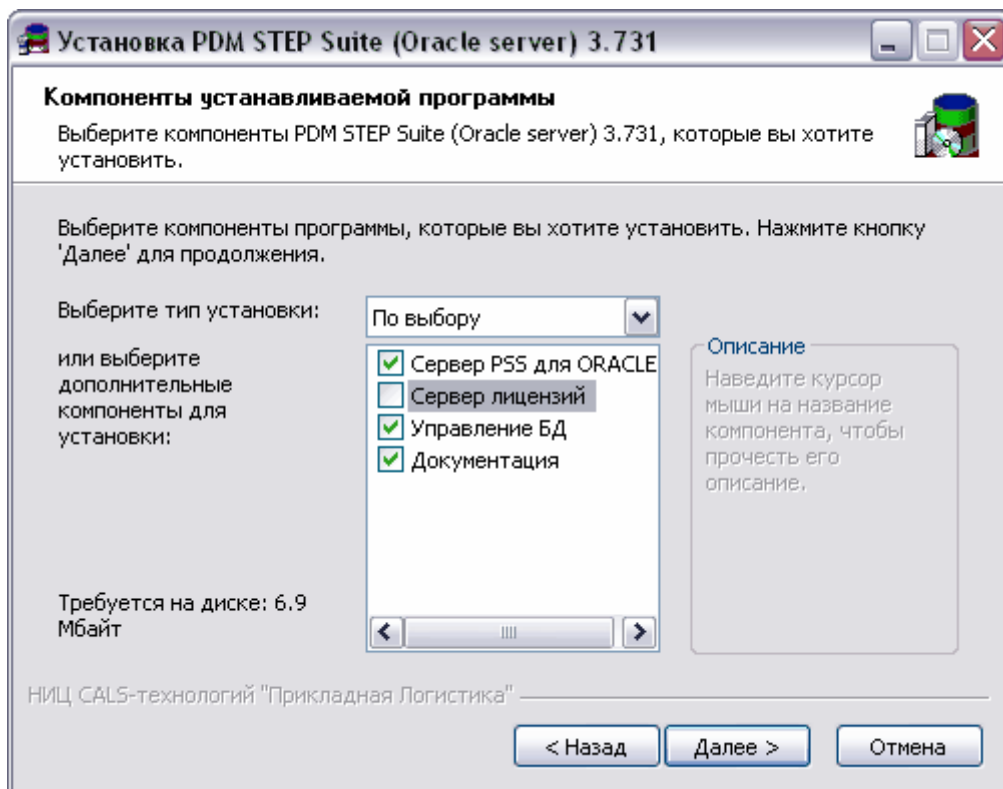 Установка PDM STEP Suite (Oracle server) 3.731
Компоненты устанавливаемой программы
Выберите компоненты PDM STEP Suite (Oracle server) 3.731, которые вы хотите
установить.
Выберите компоненты программы, которые вы хотите установить. Нажмите кнопку
'Далее' для продолжения.
Выберите тип установки:
По выбору
или выберите
дополнительные
компоненты для
установки:
Сервер PSS для ORACLE
Сервер лицензий
Управление БД
Документация
Описание
Наведите курсор
мыши на название
компонента, чтобы
прочесть его
описание.
Требуется на диске: 6.9
Мбайт
НИЦ CALS-технологий "Прикладная Логистика"
< Назад
Далее >
Отмена